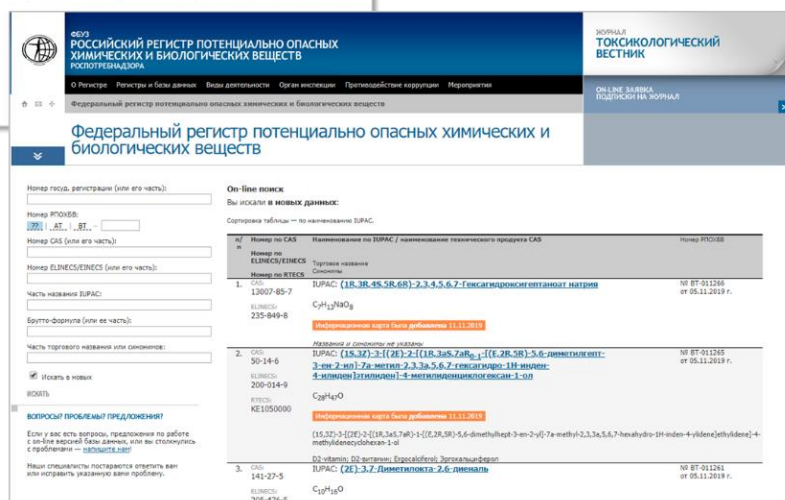 ФБУЗ
РОССИЙСКИЙ РЕГИСТР ПОТЕНЦИАЛЬНО ОПАСНЫХ
ХИМИЧЕСКИХ И БИОЛОГИЧЕСКИХ ВЕЩЕСТВ
РОСПОТРЕБНАДЗОРА
ЖУРНАЛ
ТОКСИКОЛОГИЧЕСКИЙ
ВЕСТНИК
О Регистре Регистры и базы данных Виды деятельности Орган инспекции Противодействие коррупции Мероприятия
ON-LINE ЗАЯВКА
ПОДПИСКИ НА ЖУРНАЛ
Федеральный регистр потенциально опасных химических и биологических веществ
Федеральный регистр потенциально опасных химических и
биологических веществ
Номер госуд. регистрации (или его часть):
Номер РПОХБВ:
?? | АТ | ВТ -
Номер CAS (или его часть):
Номер ELINECS/EINECS (или его часть):
Часть названия IUPAC:
Брутто-формула (или ее часть):
Часть торгового названия или синонимов:
Искать в новых
ИСКАТЬ
ВОПРОСЫ? ПРОБЛЕМЫ? ПРЕДЛОЖЕНИЯ?
Если у вас есть вопросы, предложения по работе
с on-line версией базы данных, или вы столкнулись
с проблемами — напишите нам!
Наши специалисты постараются ответить вам
или исправить указанную вами проблему.
On-line поиск
Вы искали в новых данных:
Сортировка таблицы — по наименованию IUPAC.
п/п Номер по CAS Наименование по IUPAC / наименование технического продукта CAS Номер РПОХБВ
Номер по
ELINECS/EINECS Торговое название
Номер по RTECS Синонимы
1. CAS: IUPAC: (1R,3R,4S,5R,6R)-2,3,4,5,6,7-Гексагидроксигептаноат натрия № ВТ-011266
13007-85-7 от 05.11.2019 г.
ELINECS: C7H13NaO8
235-849-8
Информационная карта была добавлена 11.11.2019
Названия и синонимы не указаны
2. CAS: IUPAC: (1S,3Z)-3-[(2E)-2-[(1R,3aS,7aR0-1-[(E,2R,5R)-5,6-диметилгепт- № ВТ-011265
50-14-6 3-ен-2-ил]-7а-метил-2,3,3а,5,6,7-гексагидро-1Н-инден- от 05.11.2019 г.
ELINECS: 4-илиден]этилиден]-4-метилиденциклогексан-1-ол
200-014-9
RTECS: C28H47O
KE1050000
Информационная карта была добавлена 11.11.2019
(1S,3Z)-3-[(2E)-2-[(1R,3aS,7aR)-1-[(E,2R,5R)-5,6-dimethylhept-3-en-2-yl]-7a-methyl-2,3,3a,5,6,7-hexahydro-1H-inden-4-ylidene]ethylidene]-4-
methylidenecyclohexan-1-ol
D2-vitamin; D2-витамин; Ergocalciferol; Эргокальциферол
3. CAS: IUPAC: (2E)-3,7-Диметилокта-2,6-диеналь № ВТ-011261
141-27-5 от 05.11.2019 г.
ELINECS: C10H16O
205-476-5